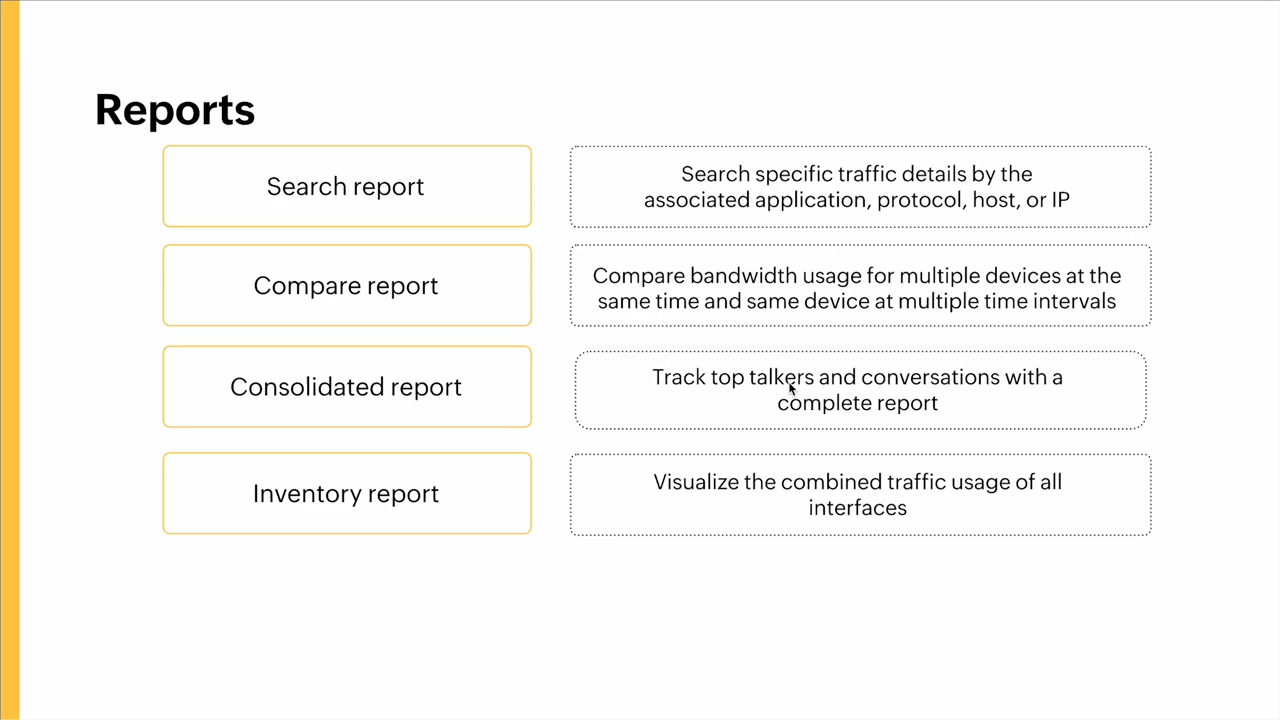 Reports
Search report
Search specific traffic details by the
associated application, protocol, host, or IP
Compare report
Compare bandwidth usage for multiple devices at the
same time and same device at multiple time intervals
Consolidated report
Track top talkers and conversations with a
complete report
Inventory report
Visualize the combined traffic usage of all
interfaces